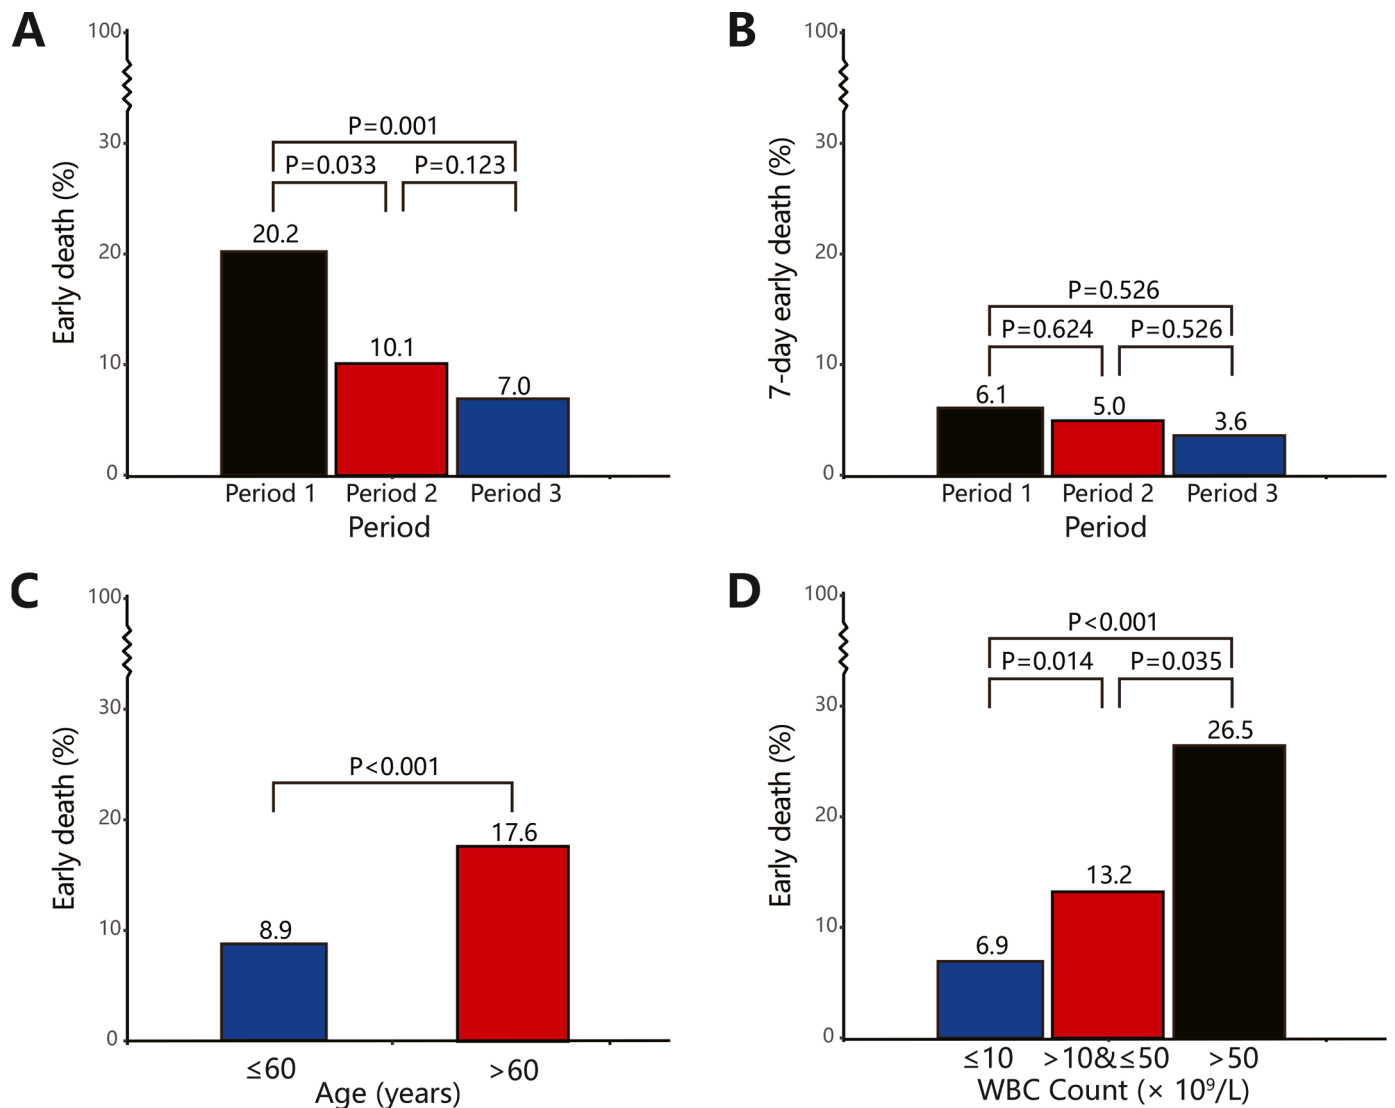 A
100
30
20
10
0
Early death (%)
P=0.001
P=0.033 P=0.123
20.2
10.1
7.0
Period 1 Period 2 Period 3
Period
B
100
30
20
10
0
7-day early death (%)
P=0.526
P=0.624 P=0.526
6.1
5.0
3.6
Period 1 Period 2 Period 3
Period
C
100
30
20
10
0
Early death (%)
P<0.001
8.9
17.6
≤60 >60
Age (years)
D
100
30
20
10
0
Early death (%)
P<0.001
P=0.014 P=0.035
6.9
13.2
26.5
≤10 >10&≤50 >50
WBC Count (× 10⁹/L)